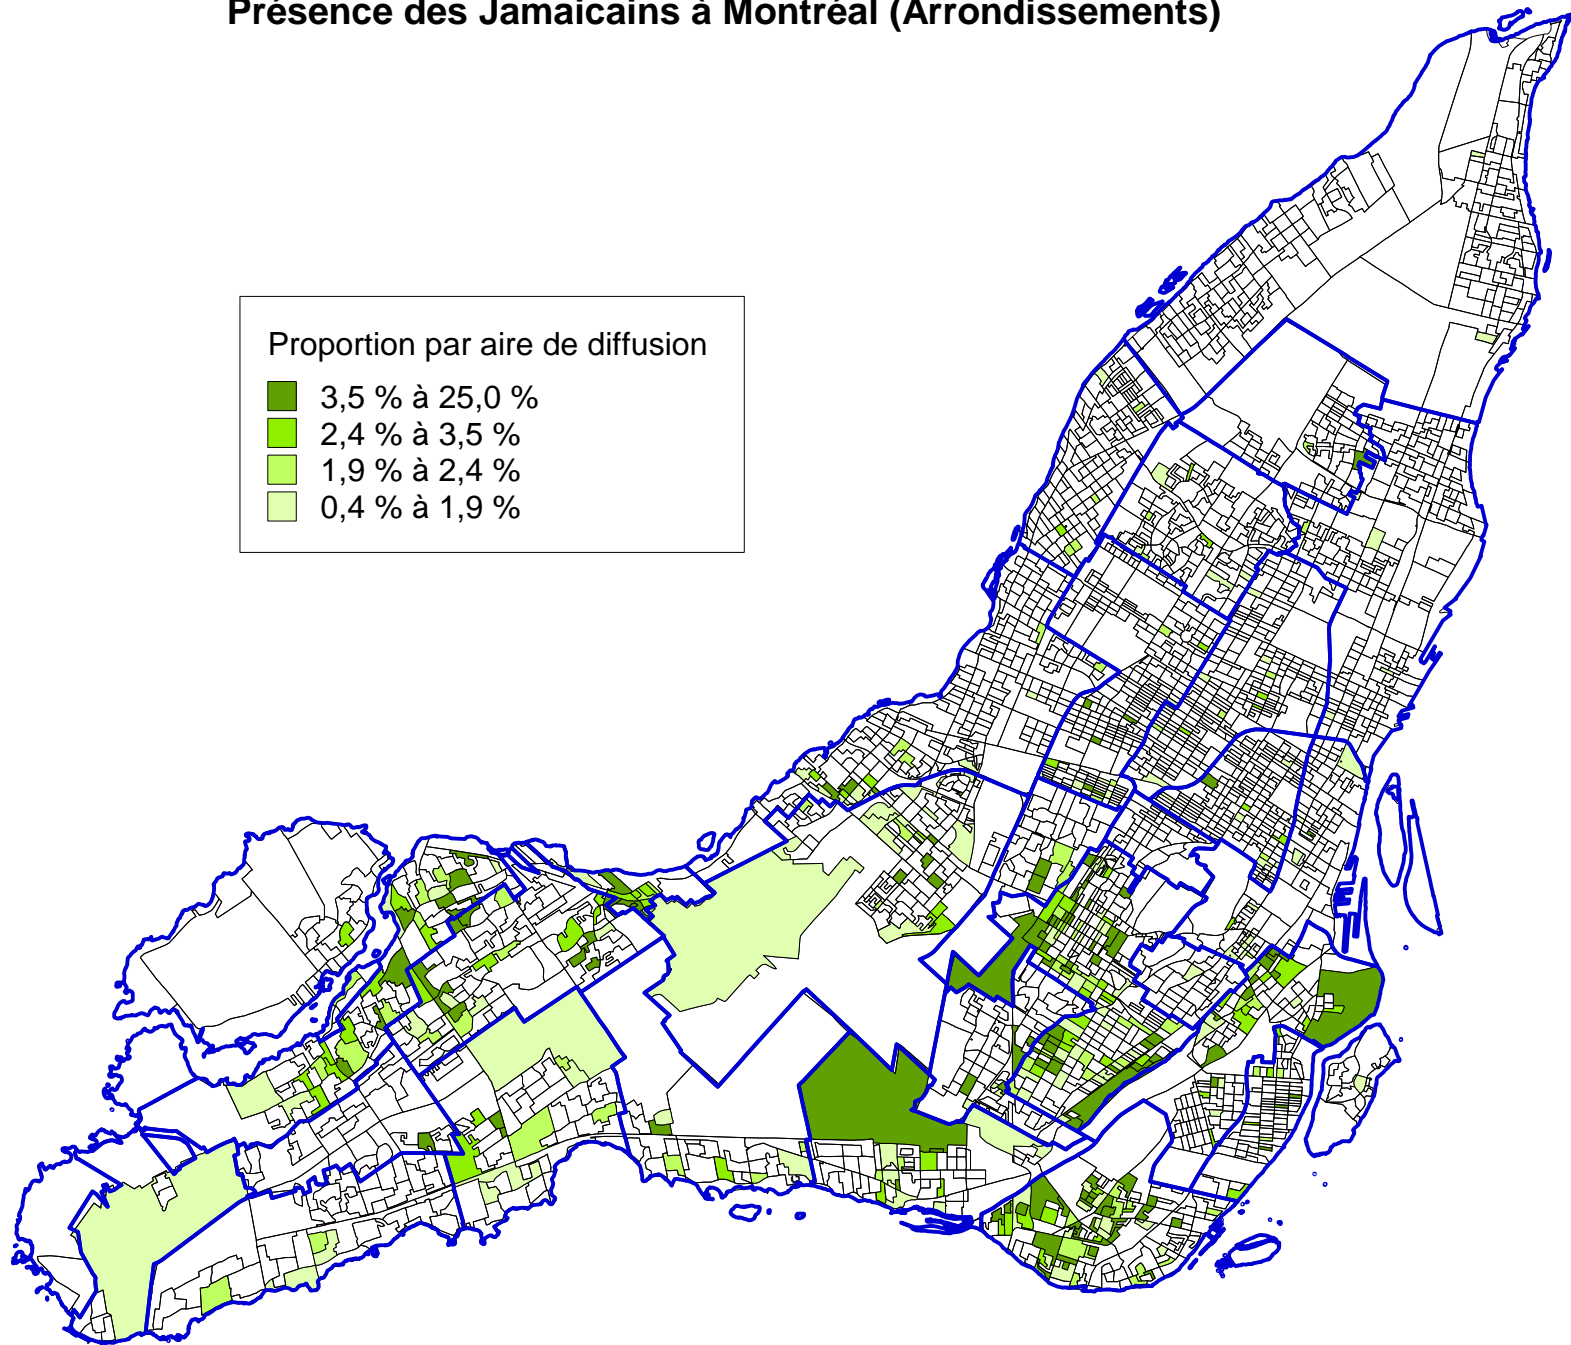 Présence des Jamaicains à Montréal (Arrondissements)
Proportion par aire de diffusion
3,5 % à 25,0 %
2,4 % à 3,5 %
1,9 % à 2,4 %
0,4 % à 1,9 %